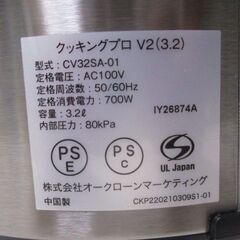 クッキングプロ V2(3.2)
型式：CV32SA-01
定格電圧：AC100V
定格周波数：50/60Hz
定格消費電力：700W
容量：3.2ℓ
内部圧力：80kPa
IY26874A
PS
E
PS
C
UL Japan
株式会社オークローンマーケティング
中国製
CKP220210309S1-01